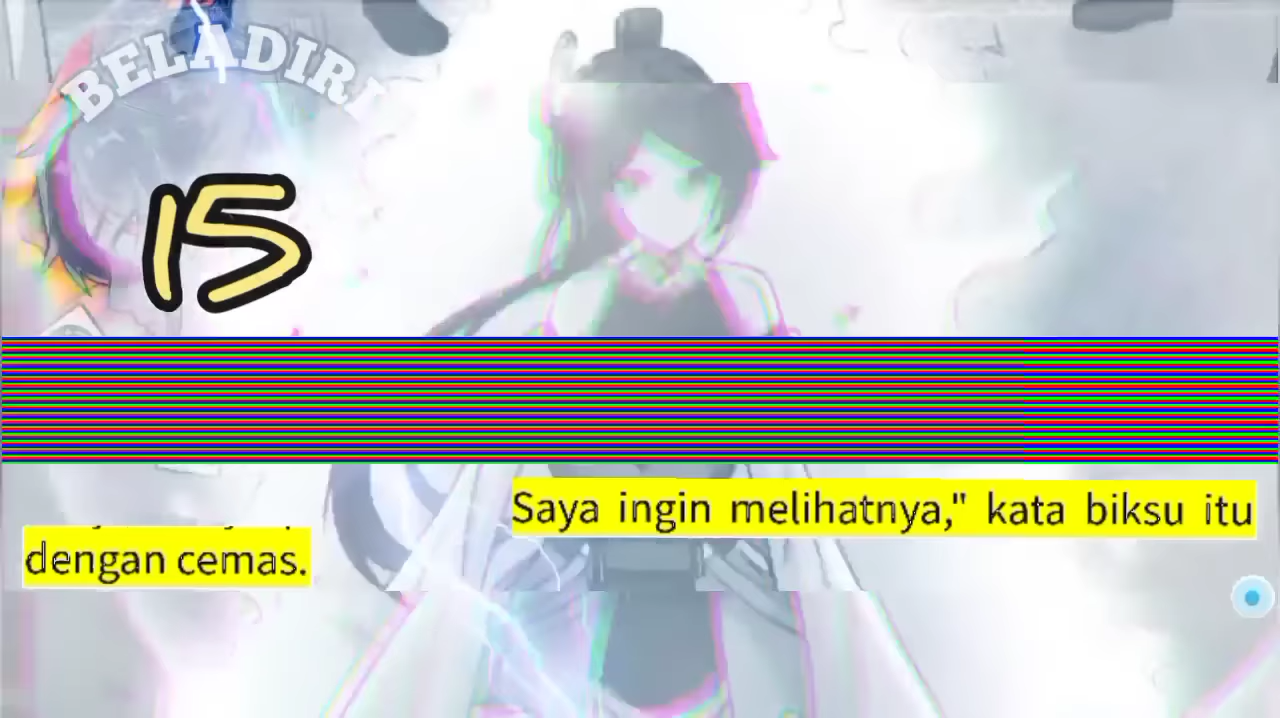 BELADIRI
15
Saya ingin melihatnya," kata biksu itu
dengan cemas.